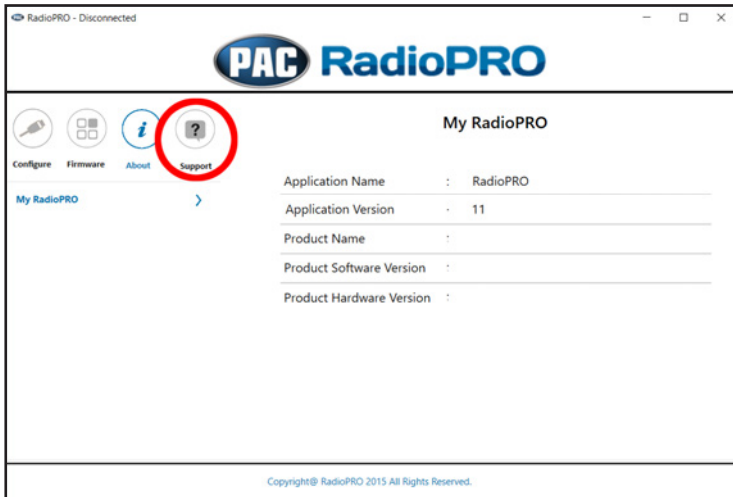 RadioPRO - Disconnected
PAC RadioPRO
Configure Firmware About Support
My RadioPRO
My RadioPRO
Application Name : RadioPRO
Application Version · 11
Product Name :
Product Software Version :
Product Hardware Version :
Copyright@ RadioPRO 2015 All Rights Reserved.